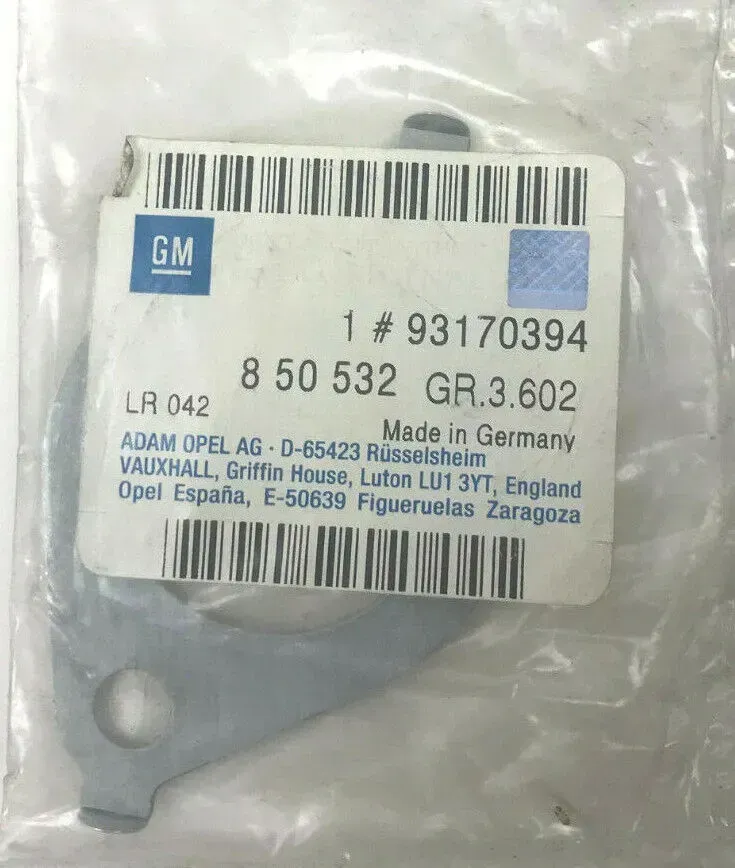 GM
1 # 93170394
8 50 532 GR.3.602
LR 042
Made in Germany
ADAM OPEL AG · D-65423 Rüsselsheim
VAUXHALL, Griffin House, Luton LU1 3YT, England
Opel España, E-50639 Figueruelas Zaragoza